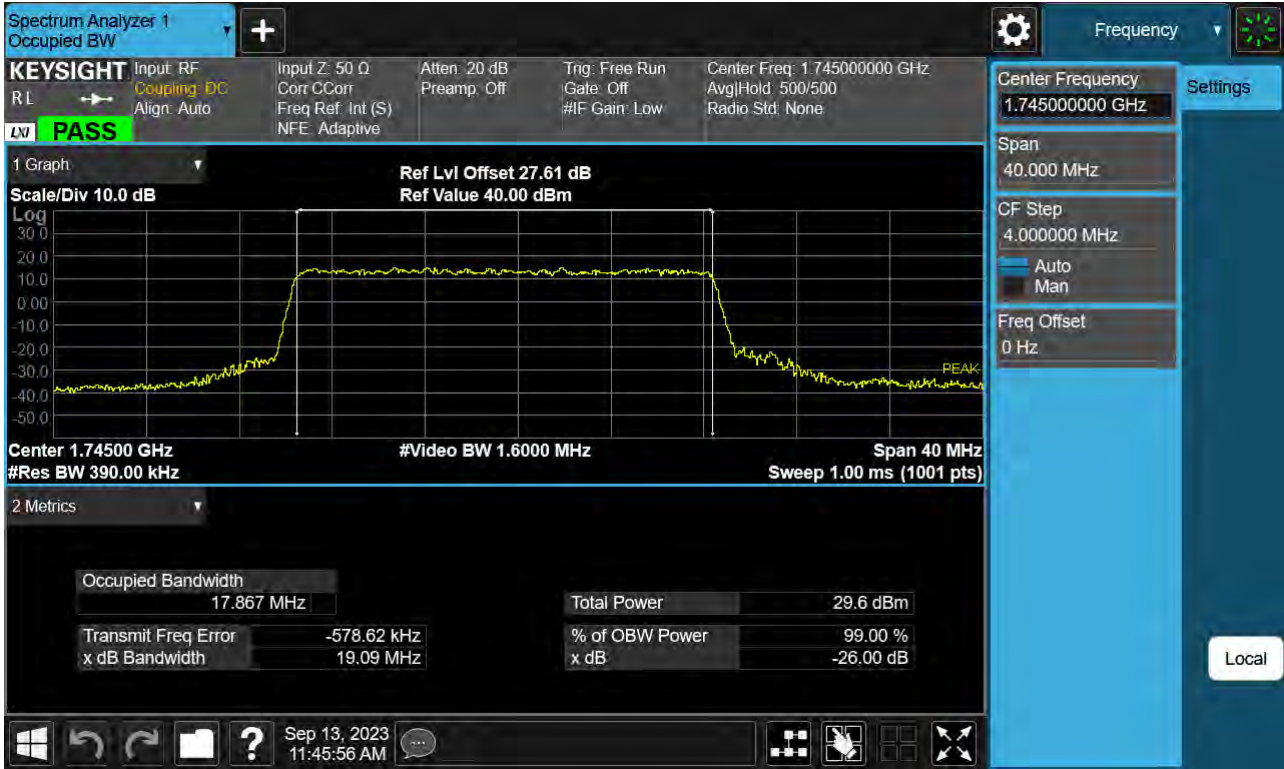 Spectrum Analyzer 1
Occupied BW
Frequency
KEYSIGHT
RL
LXI
PASS
Input: RF
Coupling: DC
Align: Auto
Input Z: 50 Ω
Corr CCorr
Freq Ref: Int (S)
NFE: Adaptive
Atten: 20 dB
Preamp: Off
Trig: Free Run
Gate: Off
#IF Gain: Low
Center Freq: 1.745000000 GHz
Avg|Hold: 500/500
Radio Std: None
Center Frequency
1.745000000 GHz
Settings
Span
40.000 MHz
CF Step
4.000000 MHz
Auto
Man
Freq Offset
0 Hz
1 Graph
Scale/Div 10.0 dB
Ref Lvl Offset 27.61 dB
Ref Value 40.00 dBm
Log
30.0
20.0
10.0
0.00
-10.0
-20.0
-30.0
-40.0
-50.0
PEAK
Center 1.74500 GHz
#Video BW 1.6000 MHz
Span 40 MHz
#Res BW 390.00 kHz
Sweep 1.00 ms (1001 pts)
2 Metrics
Occupied Bandwidth
17.867 MHz
Total Power 29.6 dBm
Transmit Freq Error -578.62 kHz
% of OBW Power 99.00 %
x dB Bandwidth 19.09 MHz
x dB -26.00 dB
Local
?
Sep 13, 2023
11:45:56 AM